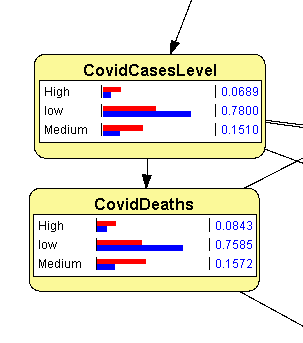 CovidCasesLevel
High 0.0689
low 0.7800
Medium 0.1510
CovidDeaths
High 0.0843
low 0.7585
Medium 0.1572